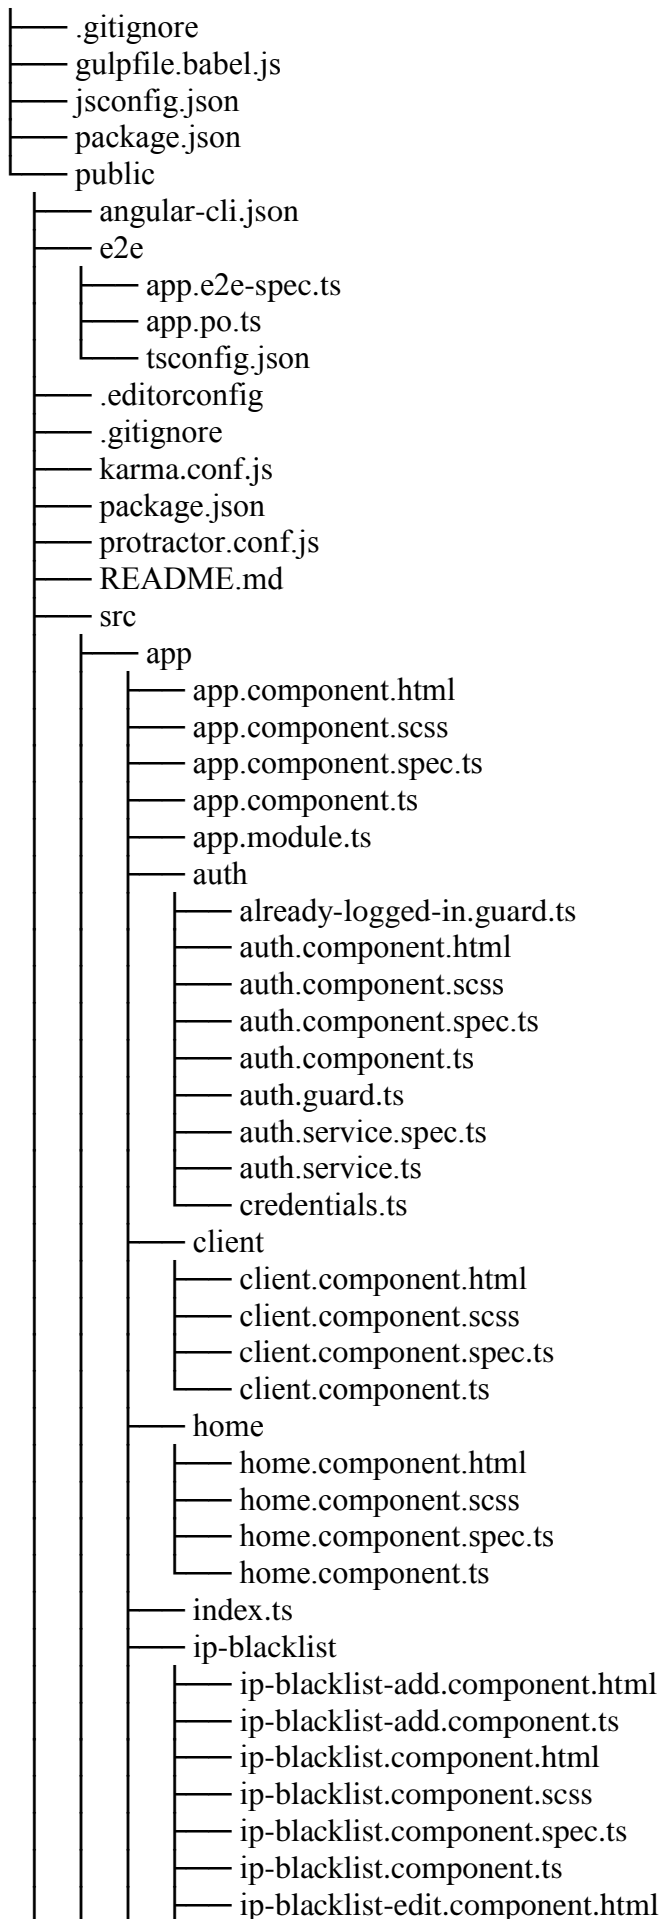 .gitignore
gulpfile.babel.js
jsconfig.json
package.json
public
angular-cli.json
e2e
app.e2e-spec.ts
app.po.ts
tsconfig.json
.editorconfig
.gitignore
karma.conf.js
package.json
protractor.conf.js
README.md
src
app
app.component.html
app.component.scss
app.component.spec.ts
app.component.ts
app.module.ts
auth
already-logged-in.guard.ts
auth.component.html
auth.component.scss
auth.component.spec.ts
auth.component.ts
auth.guard.ts
auth.service.spec.ts
auth.service.ts
credentials.ts
client
client.component.html
client.component.scss
client.component.spec.ts
client.component.ts
home
home.component.html
home.component.scss
home.component.spec.ts
home.component.ts
index.ts
ip-blacklist
ip-blacklist-add.component.html
ip-blacklist-add.component.ts
ip-blacklist.component.html
ip-blacklist.component.scss
ip-blacklist.component.spec.ts
ip-blacklist.component.ts
ip-blacklist-edit.component.html